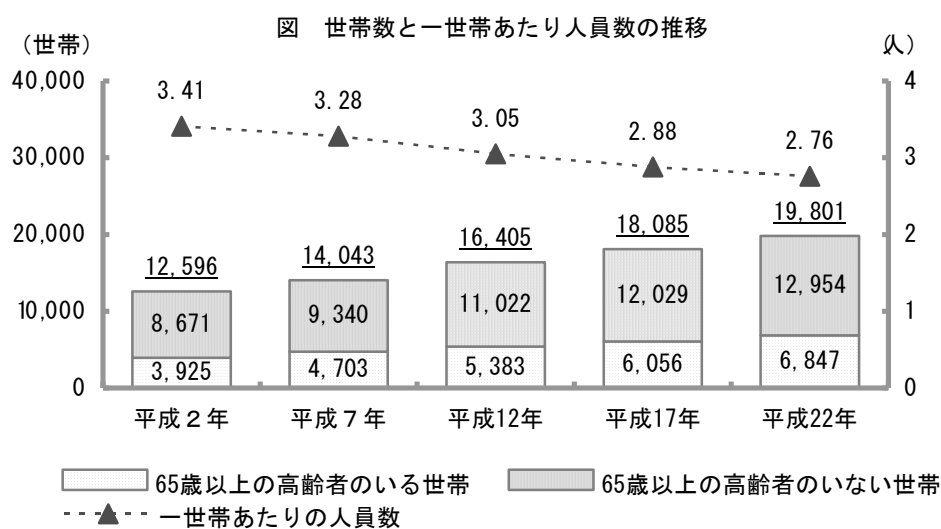 図　世帯数と一世帯あたり人員数の推移
（世帯）
人）
40,000
30,000
20,000
10,000
0
4
3
2
1
0
3.41
3.28
3.05
2.88
2.76
12,596
14,043
16,405
18,085
19,801
8,671
9,340
11,022
12,029
12,954
3,925
4,703
5,383
6,056
6,847
平成２年
平成７年
平成12年
平成17年
平成22年
65歳以上の高齢者のいる世帯
65歳以上の高齢者のいない世帯
一世帯あたりの人員数